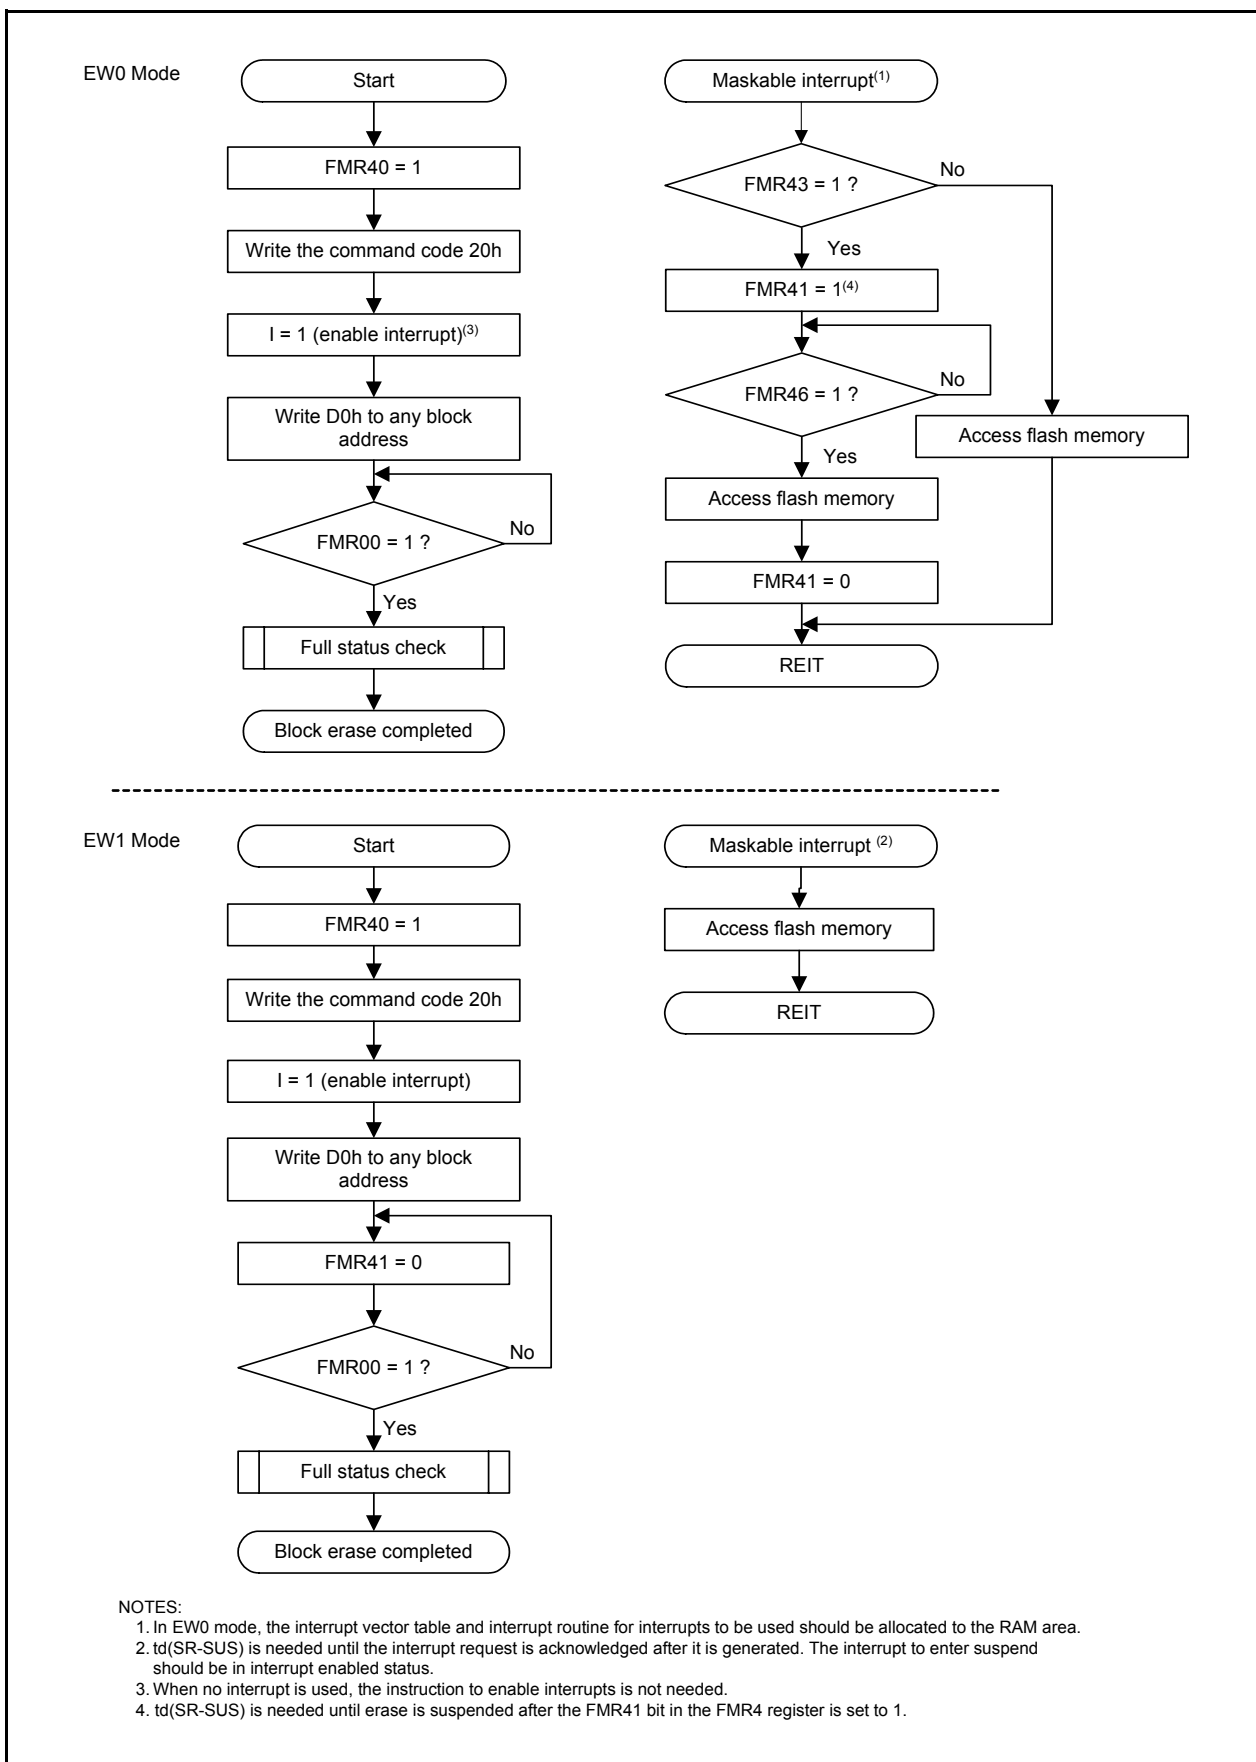 EW0 Mode
Start
FMR40 = 1
Write the command code 20h
I = 1 (enable interrupt)(3)
Write D0h to any block
address
FMR00 = 1 ?
No
Yes
Full status check
Block erase completed
Maskable interrupt(1)
FMR43 = 1 ?
No
Yes
FMR41 = 1(4)
FMR46 = 1 ?
No
Yes
Access flash memory
FMR41 = 0
Access flash memory
REIT
EW1 Mode
Start
FMR40 = 1
Write the command code 20h
I = 1 (enable interrupt)
Write D0h to any block
address
FMR41 = 0
FMR00 = 1 ?
No
Yes
Full status check
Block erase completed
Maskable interrupt (2)
Access flash memory
REIT
NOTES:
1. In EW0 mode, the interrupt vector table and interrupt routine for interrupts to be used should be allocated to the RAM area.
2. td(SR-SUS) is needed until the interrupt request is acknowledged after it is generated. The interrupt to enter suspend
should be in interrupt enabled status.
3. When no interrupt is used, the instruction to enable interrupts is not needed.
4. td(SR-SUS) is needed until erase is suspended after the FMR41 bit in the FMR4 register is set to 1.